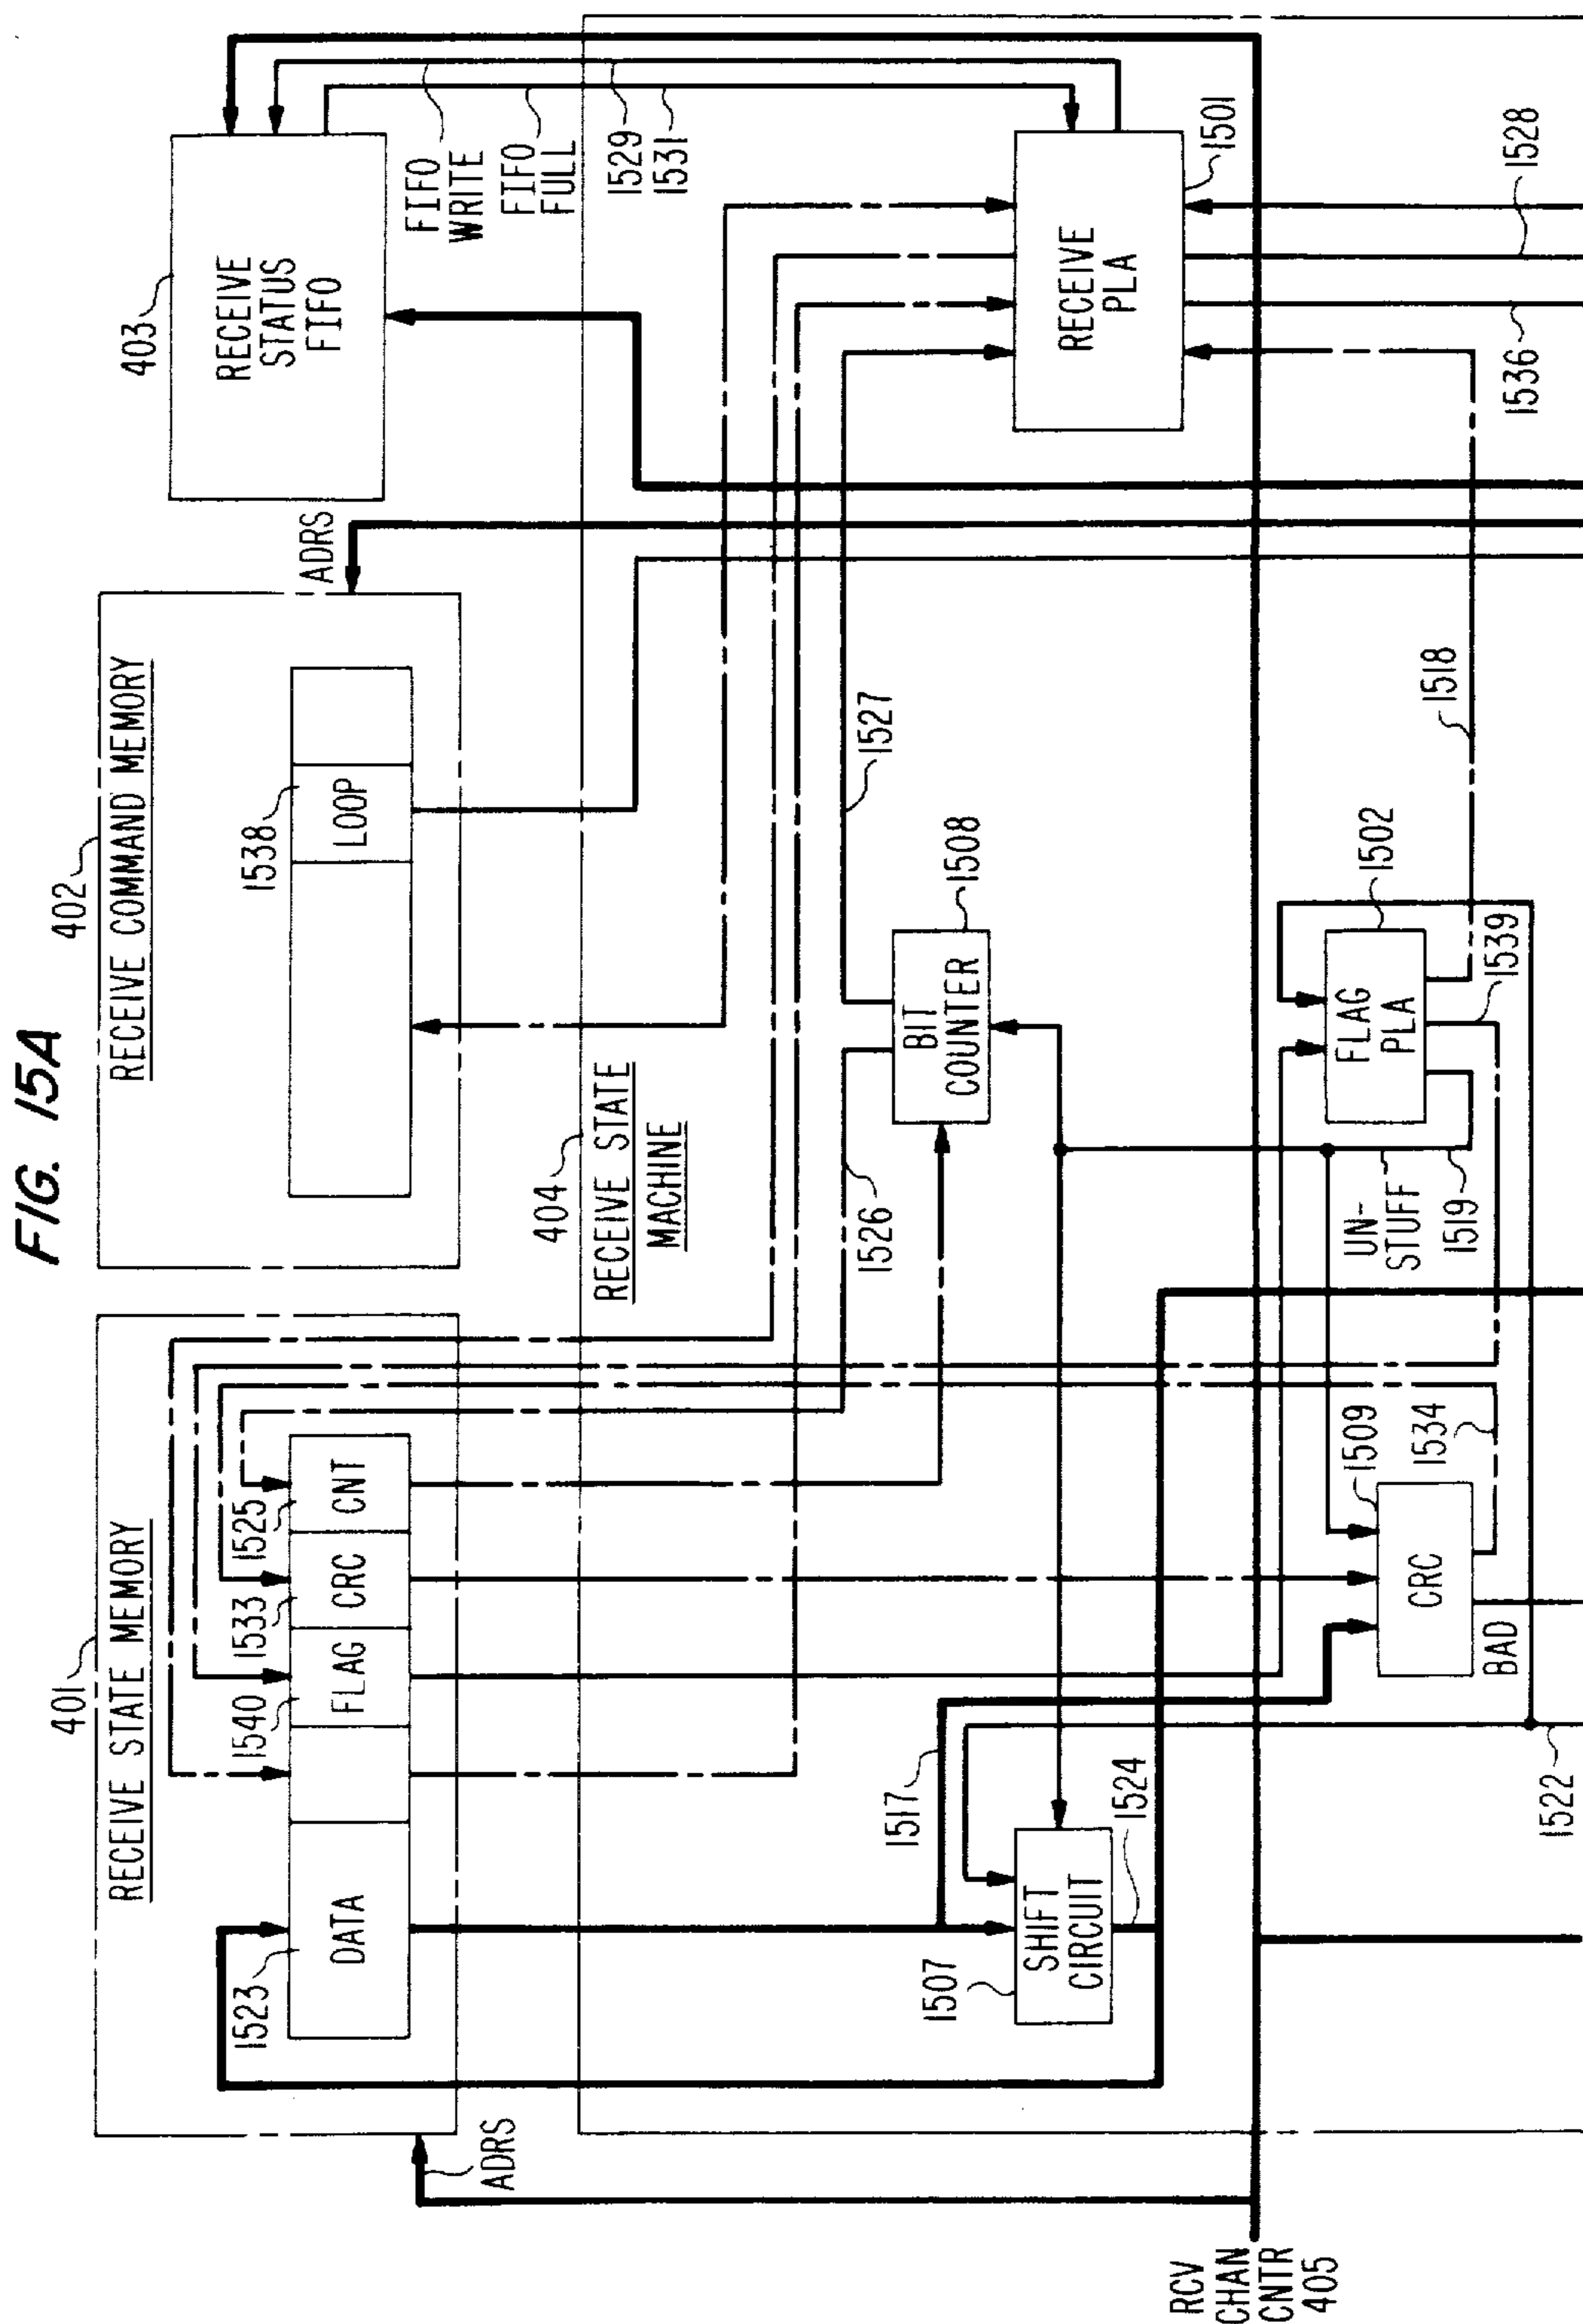 FIG. 15A
401
RECEIVE STATE MEMORY
1523
DATA
1540
FLAG
1533
CRC
1525
CNT
ADRS
402
RECEIVE COMMAND MEMORY
1538
LOOP
ADRS
403
RECEIVE
STATUS
FIFO
FIFO
WRITE
FIFO
FULL
1529
1531
404
RECEIVE STATE
MACHINE
1526
BIT
COUNTER
1508
1527
RECEIVE
PLA
1501
1517
1507
SHIFT
CIRCUIT
1524
1509
CRC
1534
BAD
UN-
STUFF
1519
FLAG
PLA
1502
1539
1518
1536
1528
1522
RCV
CHAN
CNTR
405